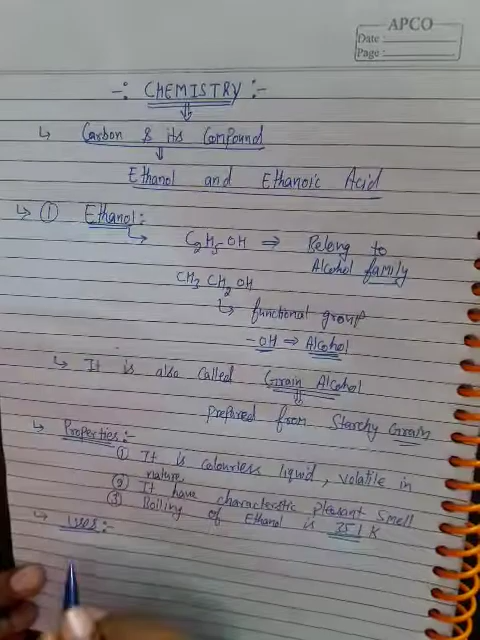 APCO
Date :
Page :
-: CHEMISTRY :-
↳ Carbon & its Compound
Ethanol and Ethanoic Acid
↳ ① Ethanol :
↳ C2H5OH ⇒ Belong to
Alcohol family
CH3 CH2 OH
↳ functional group
-OH ⇒ Alcohol
↳ It is also called Grain Alcohol
prepared from Starchy Grain
↳ Properties :-
① It is colourless liquid, volatile in
nature
② It have characteristic pleasant smell
③ Boiling of Ethanol is 351 K
↳ uses :-